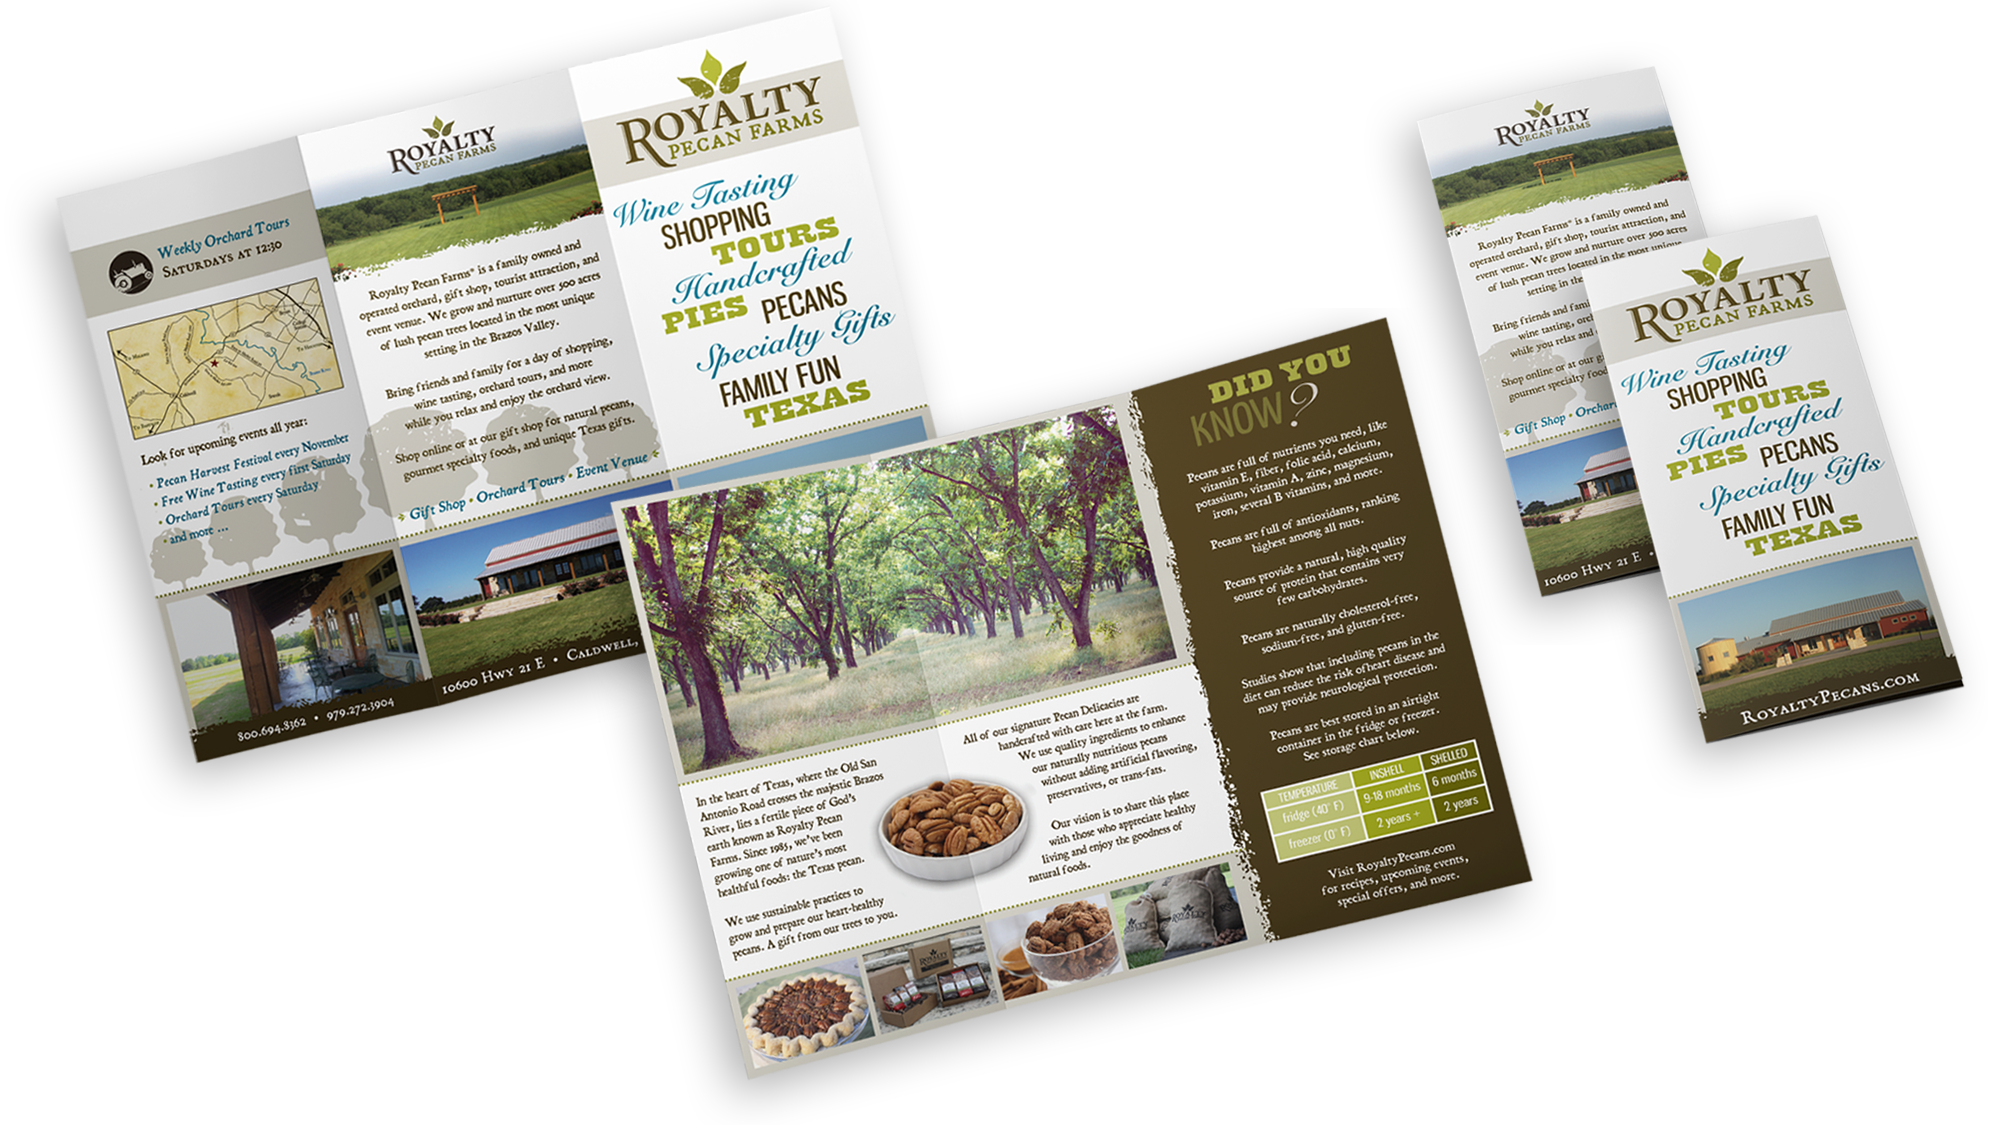 Weekly Orchard Tours
Saturdays at 12:30
Look for upcoming events all year:
• Pecan Harvest Festival every November
• Free Wine Tasting every first Saturday
• Orchard Tours every Saturday
• and more ...
800.694.8362 • 979.272.3904
Royalty
Pecan Farms
Royalty Pecan Farms® is a family owned and
operated orchard, gift shop, tourist attraction, and
event venue. We grow and nurture over 500 acres
of lush pecan trees located in the most unique
setting in the Brazos Valley.
Bring friends and family for a day of shopping,
wine tasting, orchard tours, and more
while you relax and enjoy the orchard view.
Shop online or at our gift shop for natural pecans,
gourmet specialty foods, and unique Texas gifts.
Gift Shop • Orchard Tours • Event Venue
10600 Hwy 21 E • Caldwell,
Royalty
Pecan Farms
Wine Tasting
SHOPPING
TOURS
Handcrafted
PIES PECANS
Specialty Gifts
FAMILY FUN
TEXAS
In the heart of Texas, where the Old San
Antonio Road crosses the majestic Brazos
River, lies a fertile piece of God's
earth known as Royalty Pecan
Farms. Since 1985, we've been
growing one of nature's most
healthful foods: the Texas pecan.
We use sustainable practices to
grow and prepare our heart-healthy
pecans. A gift from our trees to you.
All of our signature Pecan Delicacies are
handcrafted with care here at the farm.
We use quality ingredients to enhance
our naturally nutritious pecans
without adding artificial flavoring,
preservatives, or trans-fats.
Our vision is to share this place
with those who appreciate healthy
living and enjoy the goodness of
natural foods.
ROYALTY
ROYALTY
DID YOU
KNOW?
Pecans are full of nutrients you need, like
vitamin E, fiber, folic acid, calcium,
potassium, vitamin A, zinc, magnesium,
iron, several B vitamins, and more.
Pecans are full of antioxidants, ranking
highest among all nuts.
Pecans provide a natural, high quality
source of protein that contains very
few carbohydrates.
Pecans are naturally cholesterol-free,
sodium-free, and gluten-free.
Studies show that including pecans in the
diet can reduce the risk of heart disease and
may provide neurological protection.
Pecans are best stored in an airtight
container in the fridge or freezer.
See storage chart below.
TEMPERATURE INSHELL SHELLED
fridge (40° F) 9-18 months 6 months
freezer (0° F) 2 years + 2 years
Visit RoyaltyPecans.com
for recipes, upcoming events,
special offers, and more.
Royalty
Pecan Farms
Royalty Pecan Farms® is a family owned and
operated orchard, gift shop, tourist attraction, and
event venue. We grow and nurture over 500 acres
of lush pecan trees located in the most unique
setting in the
Bring friends
wine tasting,
while you relax and
Shop online or at our
gourmet specialty
Gift Shop •
10600 Hwy 21 E •
Royalty
Pecan Farms
Wine Tasting
SHOPPING
TOURS
Handcrafted
PIES PECANS
Specialty Gifts
FAMILY FUN
TEXAS
RoyaltyPecans.com